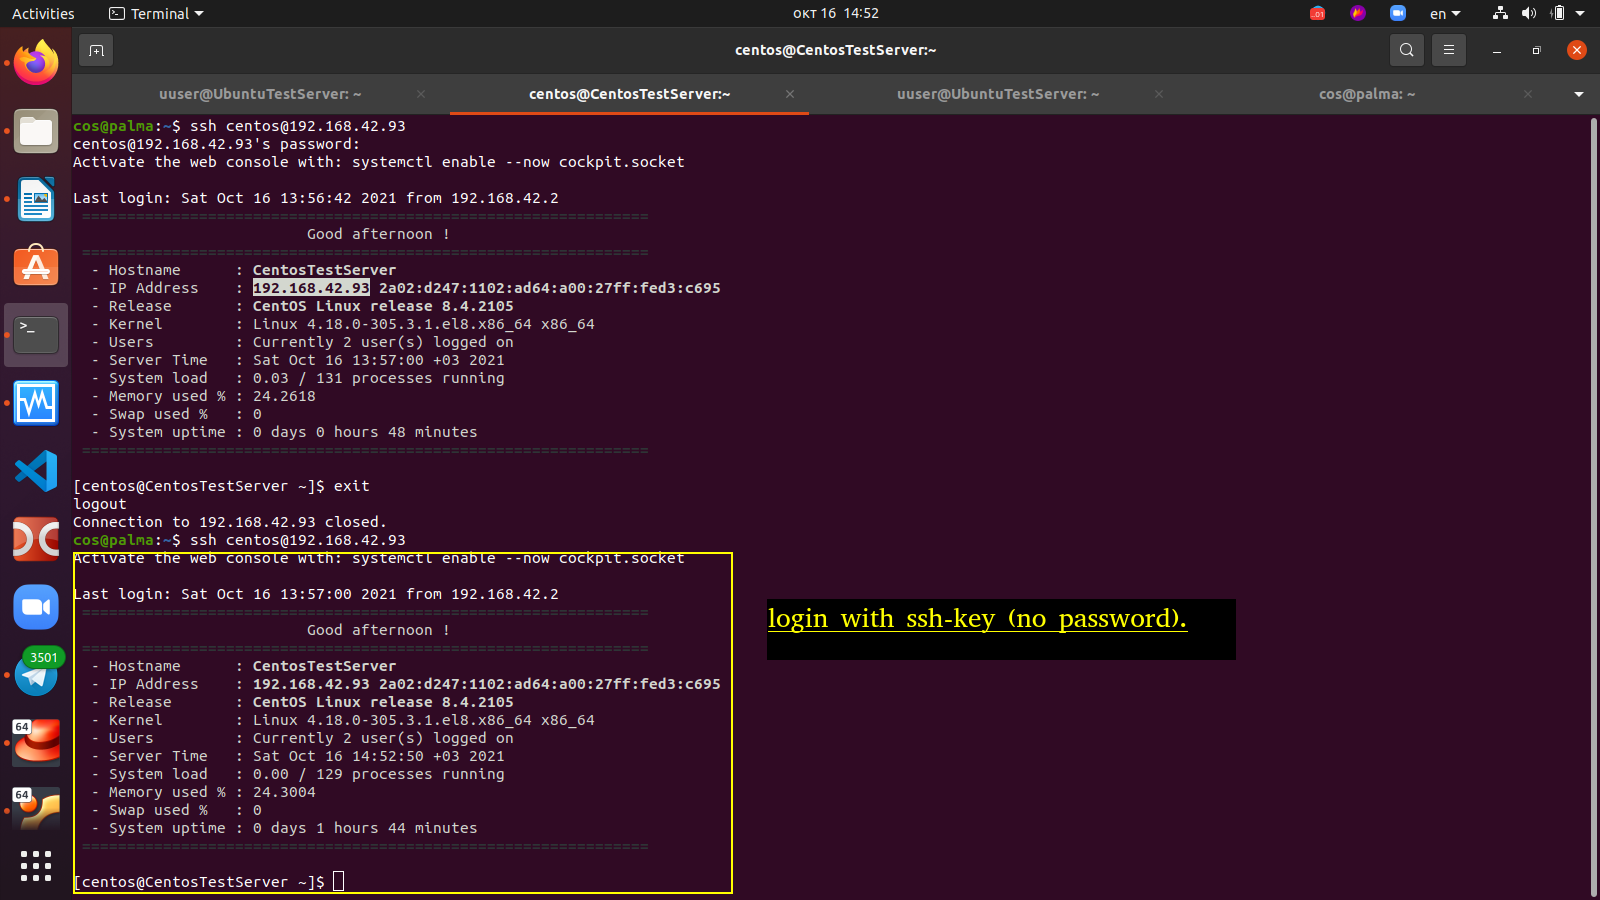 Activities
Terminal
окт 16 14:52
en
centos@CentosTestServer:~
uuser@UbuntuTestServer: ~
centos@CentosTestServer:~
uuser@UbuntuTestServer: ~
cos@palma: ~
cos@palma:~$ ssh centos@192.168.42.93
centos@192.168.42.93's password:
Activate the web console with: systemctl enable --now cockpit.socket
Last login: Sat Oct 16 13:56:42 2021 from 192.168.42.2
===============================================================
Good afternoon !
===============================================================
- Hostname      : CentosTestServer
- IP Address    : 192.168.42.93 2a02:d247:1102:ad64:a00:27ff:fed3:c695
- Release       : CentOS Linux release 8.4.2105
- Kernel        : Linux 4.18.0-305.3.1.el8.x86_64 x86_64
- Users         : Currently 2 user(s) logged on
- Server Time   : Sat Oct 16 13:57:00 +03 2021
- System load   : 0.03 / 131 processes running
- Memory used % : 24.2618
- Swap used %   : 0
- System uptime : 0 days 0 hours 48 minutes
===============================================================
[centos@CentosTestServer ~]$ exit
logout
Connection to 192.168.42.93 closed.
cos@palma:~$ ssh centos@192.168.42.93
Activate the web console with: systemctl enable --now cockpit.socket
Last login: Sat Oct 16 13:57:00 2021 from 192.168.42.2
===============================================================
Good afternoon !
===============================================================
- Hostname      : CentosTestServer
- IP Address    : 192.168.42.93 2a02:d247:1102:ad64:a00:27ff:fed3:c695
- Release       : CentOS Linux release 8.4.2105
- Kernel        : Linux 4.18.0-305.3.1.el8.x86_64 x86_64
- Users         : Currently 2 user(s) logged on
- Server Time   : Sat Oct 16 14:52:50 +03 2021
- System load   : 0.00 / 129 processes running
- Memory used % : 24.3004
- Swap used %   : 0
- System uptime : 0 days 1 hours 44 minutes
===============================================================
[centos@CentosTestServer ~]$
login with ssh-key (no password).
3501
64
64